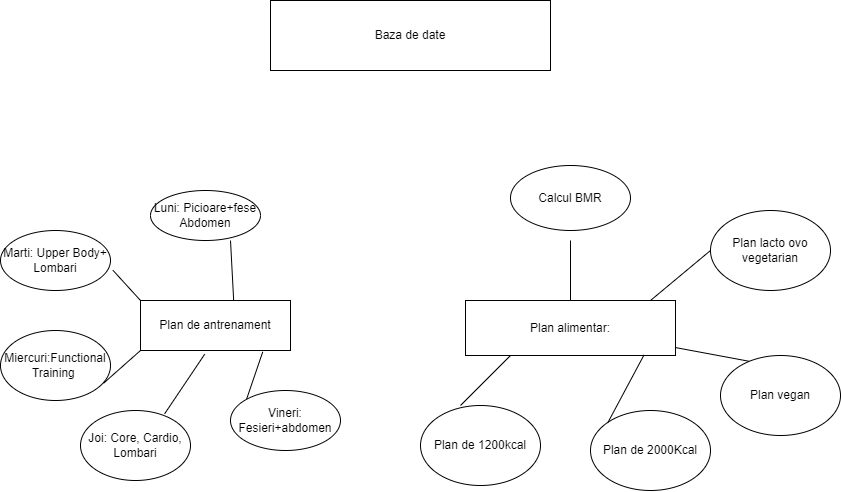 Baza de date
Calcul BMR
Luni: Picioare+fese
Abdomen
Plan lacto ovo
vegetarian
Marti: Upper Body+
Lombari
Plan de antrenament
Plan alimentar:
Miercuri:Functional
Training
Plan vegan
Vineri:
Fesieri+abdomen
Joi: Core, Cardio,
Lombari
Plan de 1200kcal
Plan de 2000Kcal